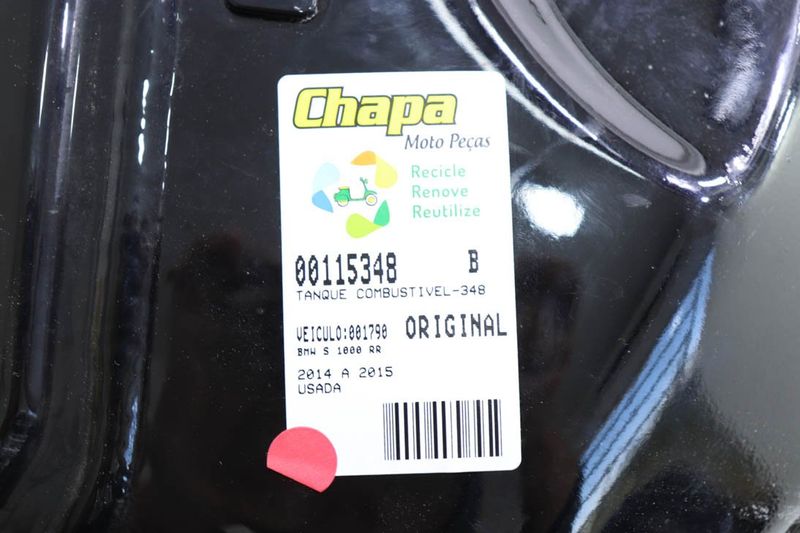 Chapa
Moto Peças
Recicle
Renove
Reutilize
00115348 B
TANQUE COMBUSTIVEL-348
VEICULO:001790 ORIGINAL
BMW S 1000 RR
2014 A 2015
USADA